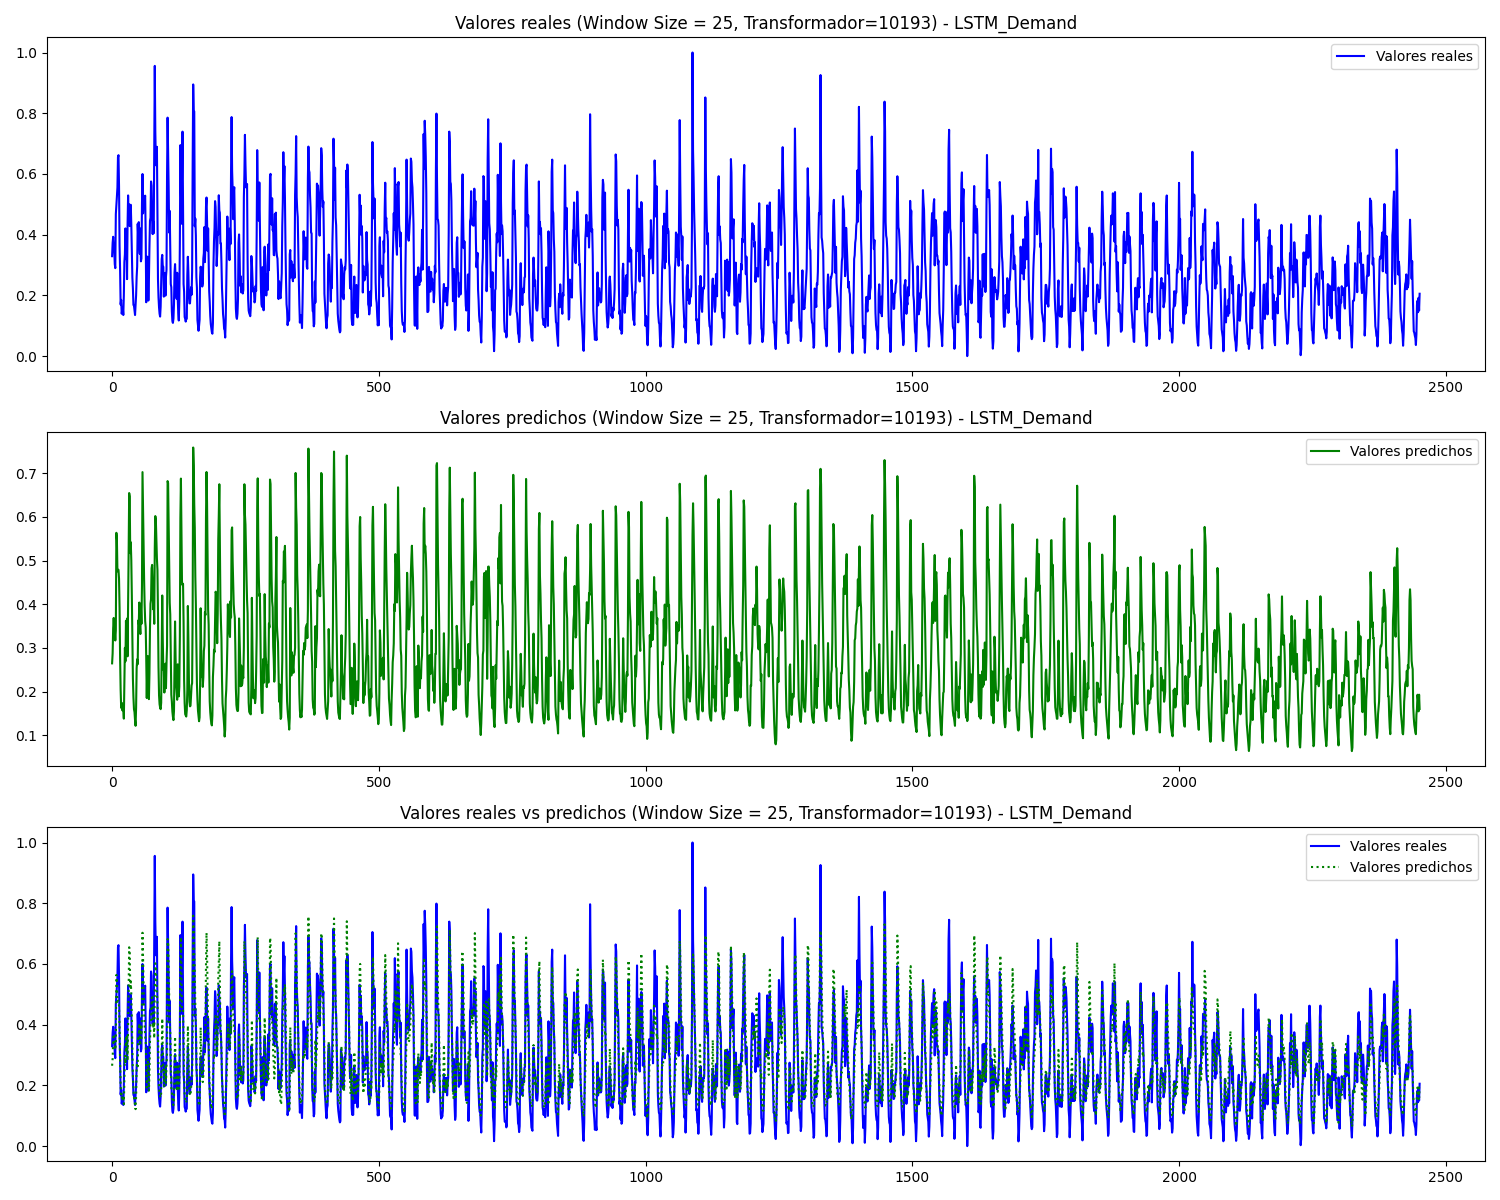 Valores reales (Window Size = 25, Transformador=10193) - LSTM_Demand
Valores reales
1.0
0.8
0.6
0.4
0.2
0.0
0 500 1000 1500 2000 2500
Valores predichos (Window Size = 25, Transformador=10193) - LSTM_Demand
Valores predichos
0.7
0.6
0.5
0.4
0.3
0.2
0.1
0 500 1000 1500 2000 2500
Valores reales vs predichos (Window Size = 25, Transformador=10193) - LSTM_Demand
Valores reales
Valores predichos
1.0
0.8
0.6
0.4
0.2
0.0
0 500 1000 1500 2000 2500